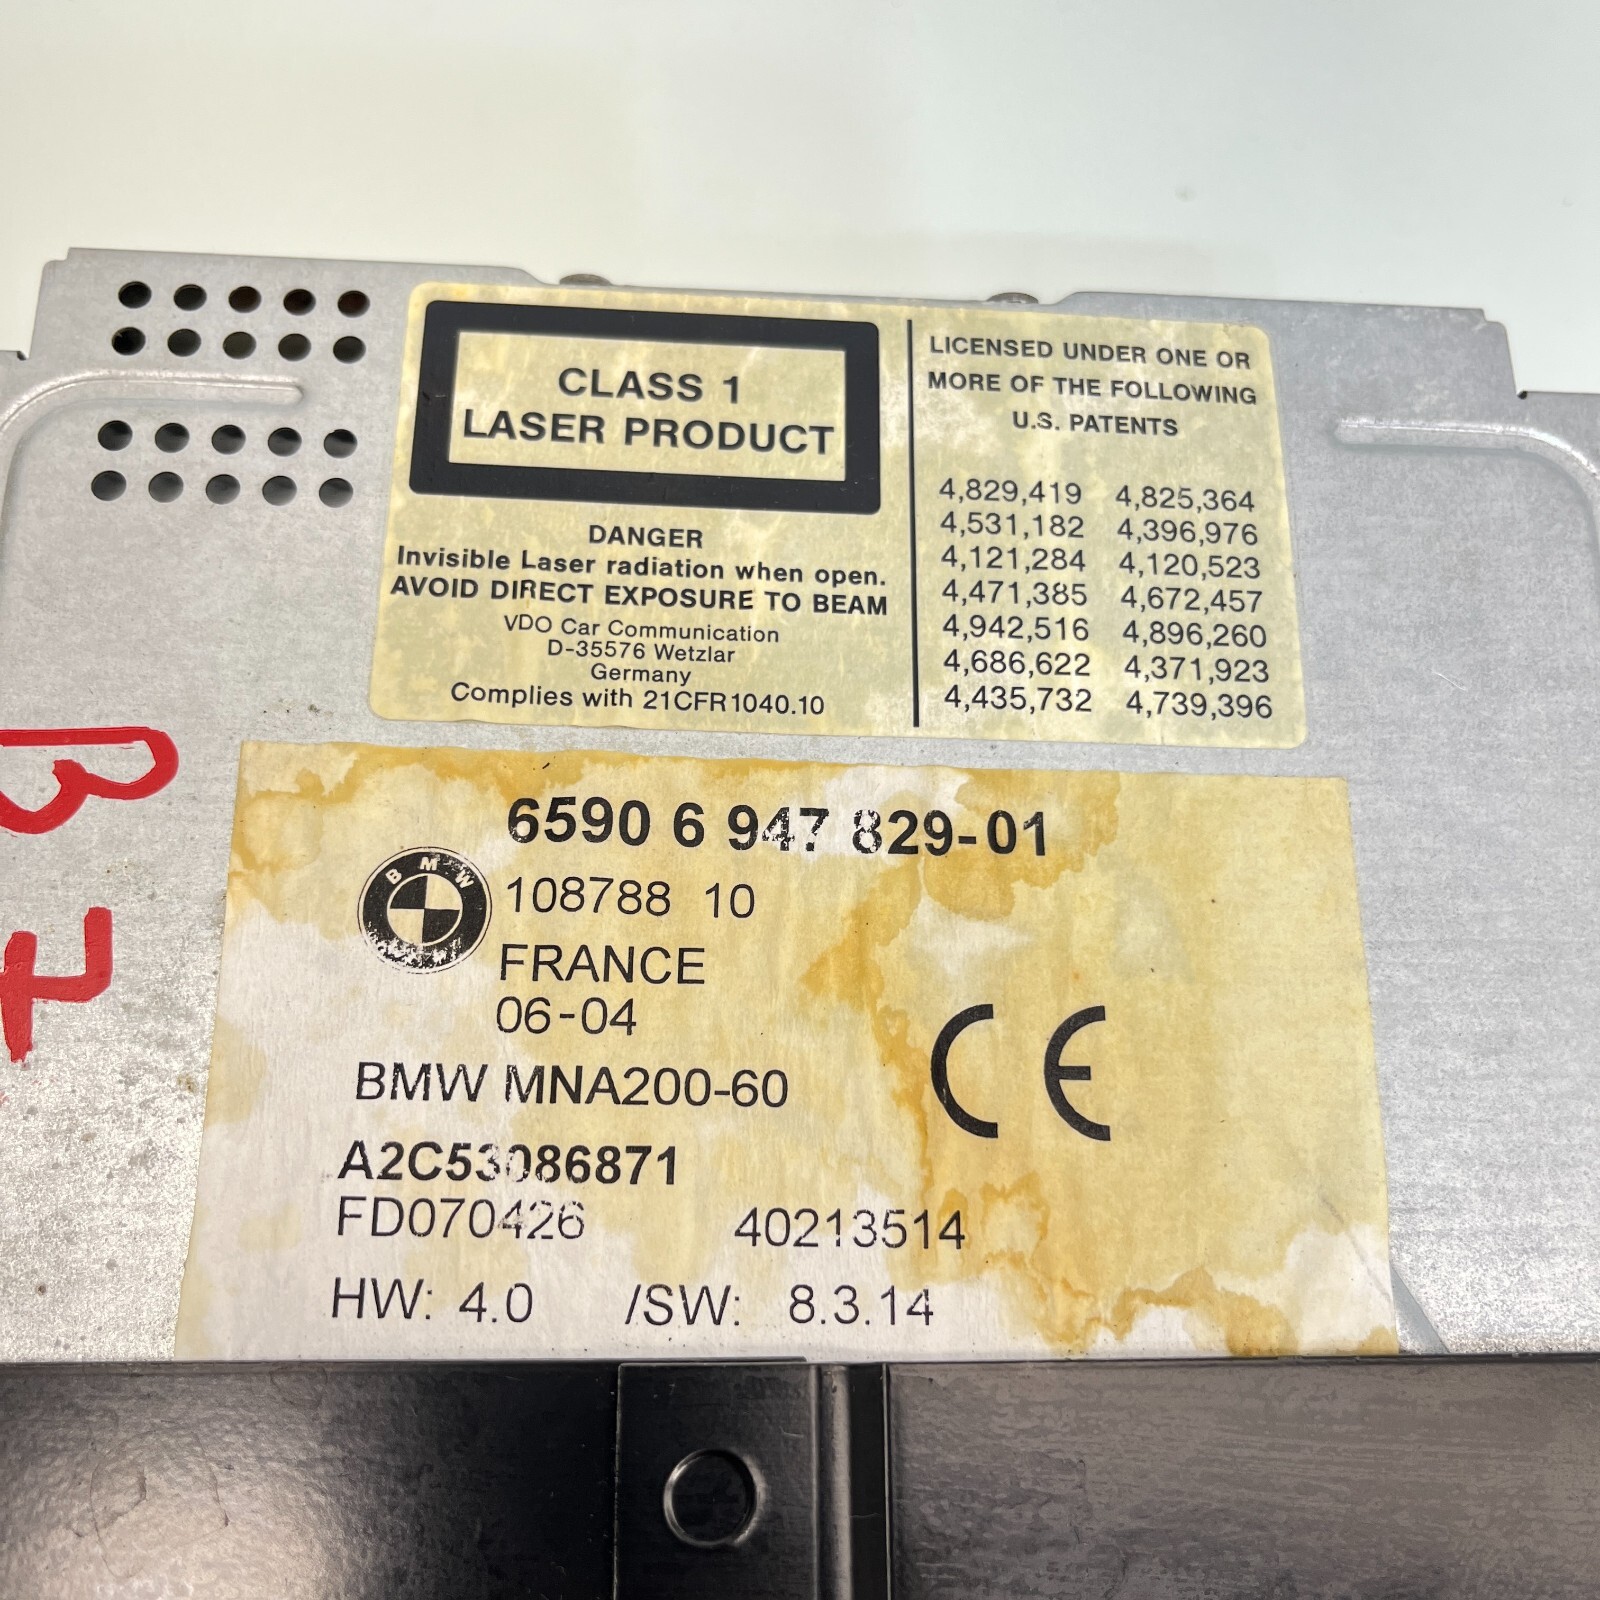 CLASS 1
LASER PRODUCT
DANGER
Invisible Laser radiation when open.
AVOID DIRECT EXPOSURE TO BEAM
VDO Car Communication
D-35576 Wetzlar
Germany
Complies with 21CFR1040.10
LICENSED UNDER ONE OR
MORE OF THE FOLLOWING
U.S. PATENTS
4,829,419 4,825,364
4,531,182 4,396,976
4,121,284 4,120,523
4,471,385 4,672,457
4,942,516 4,896,260
4,686,622 4,371,923
4,435,732 4,739,396
6590 6 947 829-01
BMW
108788 10
FRANCE
06-04
CE
BMW MNA200-60
A2C53086871
FD070426 40213514
HW: 4.0 /SW: 8.3.14